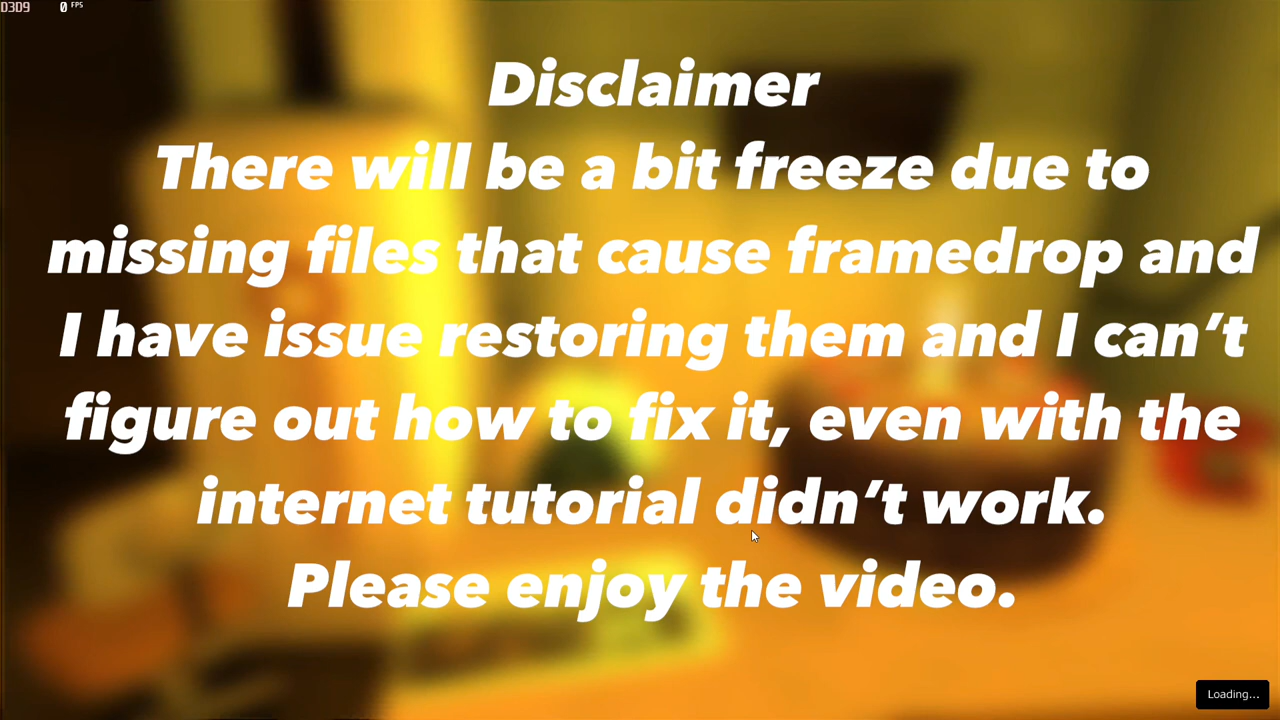 D3D9 0 FPS
Disclaimer
There will be a bit freeze due to
missing files that cause framedrop and
I have issue restoring them and I can’t
figure out how to fix it, even with the
internet tutorial didn’t work.
Please enjoy the video.
Loading...